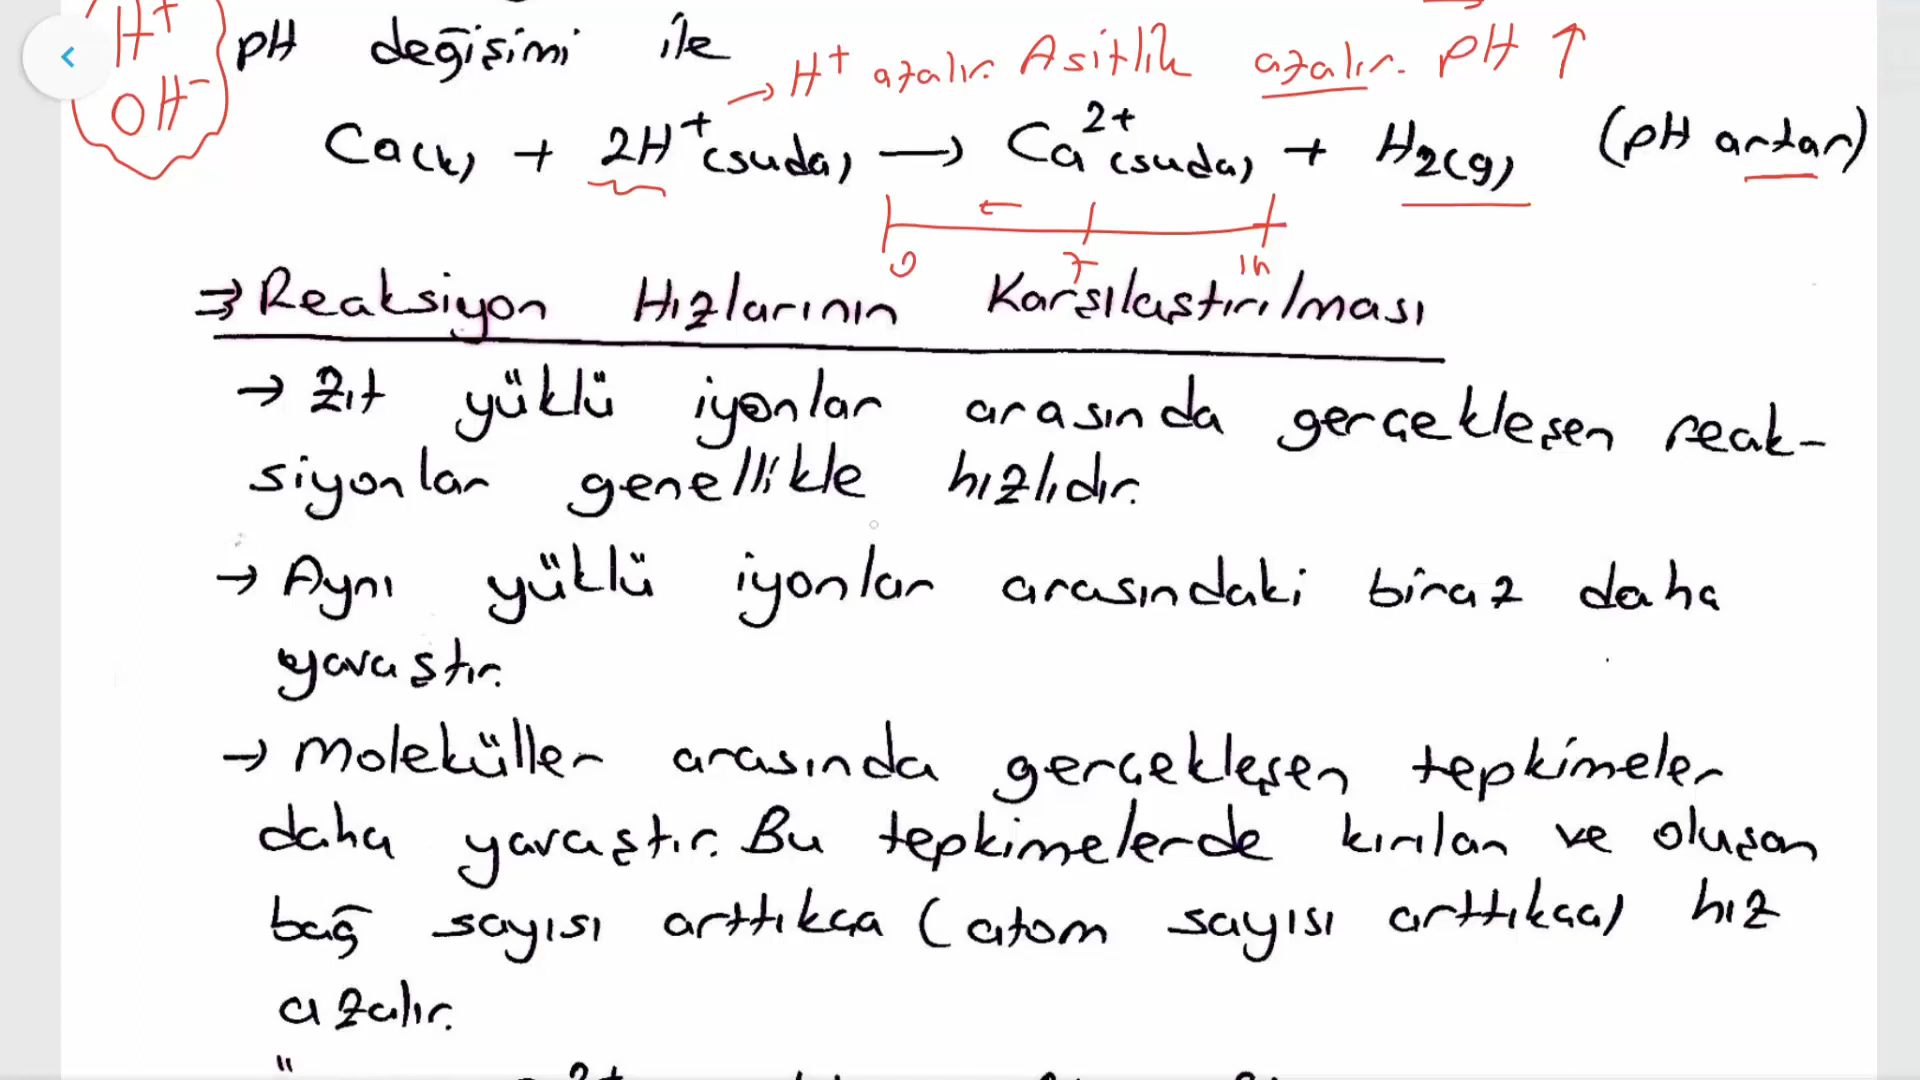 H+
OH-
pH değişimi ile
→ H+ azalır. Asitlik azalır. pH ↑
Ca(k) + 2H+(suda) → Ca2+(suda) + H2(g) (pH artar)
0 7 14
⇒ Reaksiyon Hızlarının Karşılaştırılması
→ Zıt yüklü iyonlar arasında gerçekleşen reak-
siyonlar genellikle hızlıdır.
→ Aynı yüklü iyonlar arasındaki biraz daha
yavaştır.
→ Moleküller arasında gerçekleşen tepkimeler
daha yavaştır. Bu tepkimelerde kırılan ve oluşan
bağ sayısı arttıkça (atom sayısı arttıkça) hız
azalır.